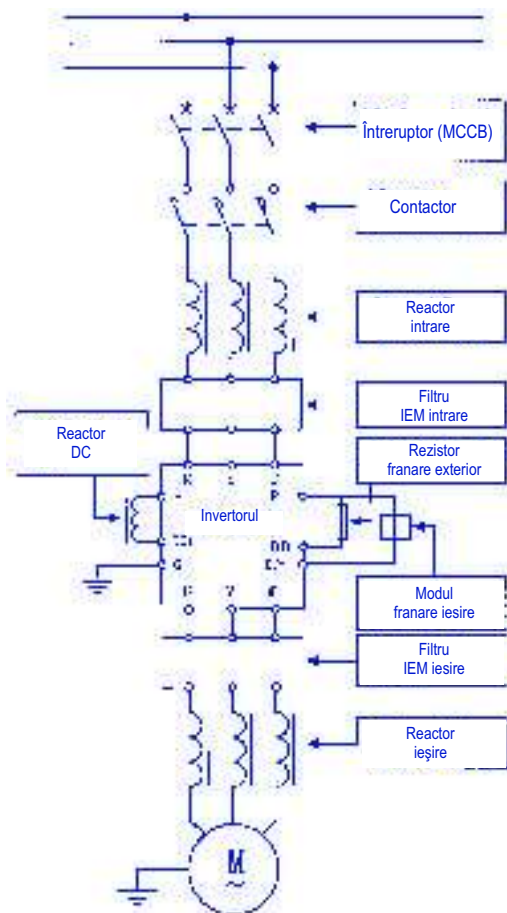 Întreruptor (MCCB)
Contactor
Reactor
intrare
Filtru
IEM intrare
Reactor
DC
Rezistor
franare exterior
Invertorul
P
G
Modul
franare iesire
Filtru
IEM iesire
Reactor
ieşire
M
~